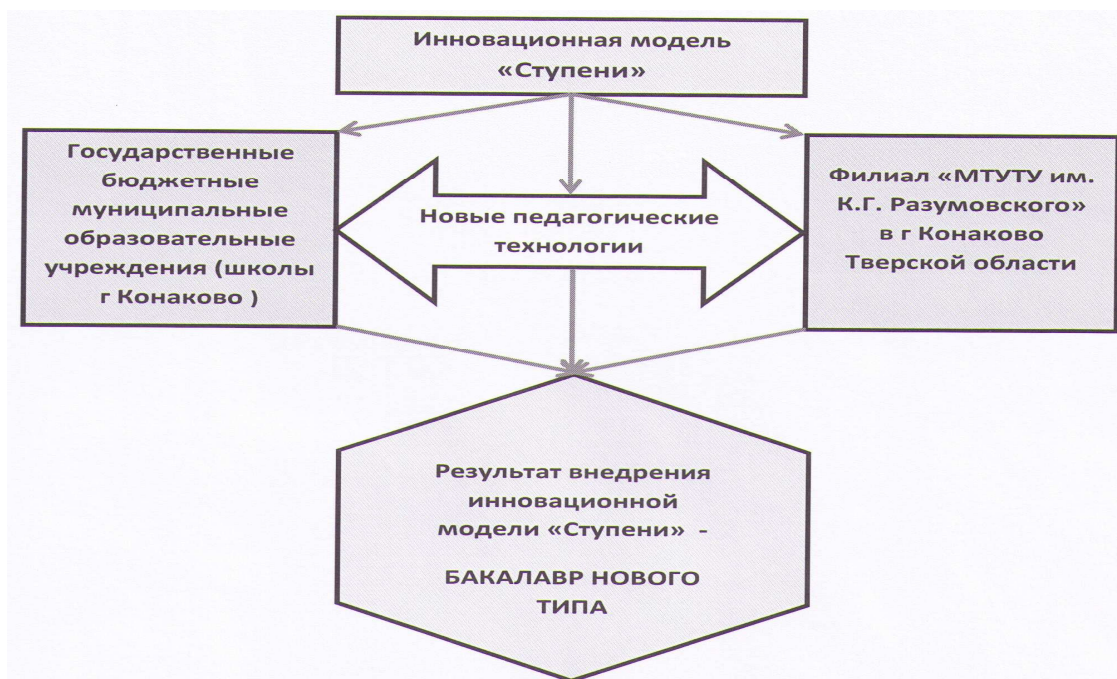 Инновационная модель
«Ступени»
Государственные
бюджетные
муниципальные
образовательные
учреждения (школы
г Конаково )
Новые педагогические
технологии
Филиал «МТУТУ им.
К.Г. Разумовского»
в г Конаково
Тверской области
Результат внедрения
инновационной
модели «Ступени» -
БАКАЛАВР НОВОГО
ТИПА